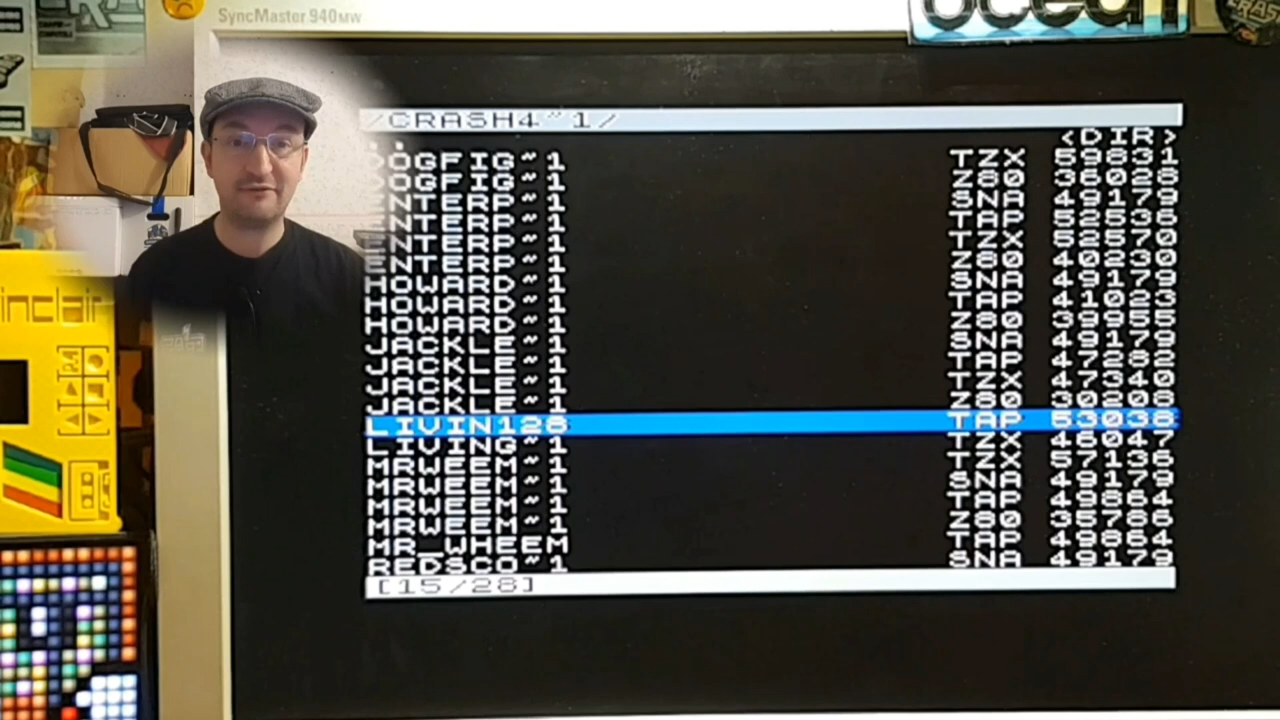 SyncMaster 940MW
ocean
/CRASH4~1/
.. <DIR>
DOGFIG~1 TZX 59831
DOGFIG~1 Z80 36028
ENTERP~1 SNA 49179
ENTERP~1 TAP 52536
ENTERP~1 TZX 52570
ENTERP~1 Z80 40230
HOWARD~1 SNA 49179
HOWARD~1 TAP 41023
HOWARD~1 Z80 39955
JACKLE~1 SNA 49179
JACKLE~1 TAP 47282
JACKLE~1 TZX 47340
JACKLE~1 Z80 30208
LIVIN128 TAP 53038
LIVING~1 TZX 46047
MRWEEM~1 TZX 57136
MRWEEM~1 SNA 49179
MRWEEM~1 TAP 49864
MRWEEM~1 Z80 35786
MR_WHEEM TAP 49864
REDSCO~1 SNA 49179
[15/28]
inclair